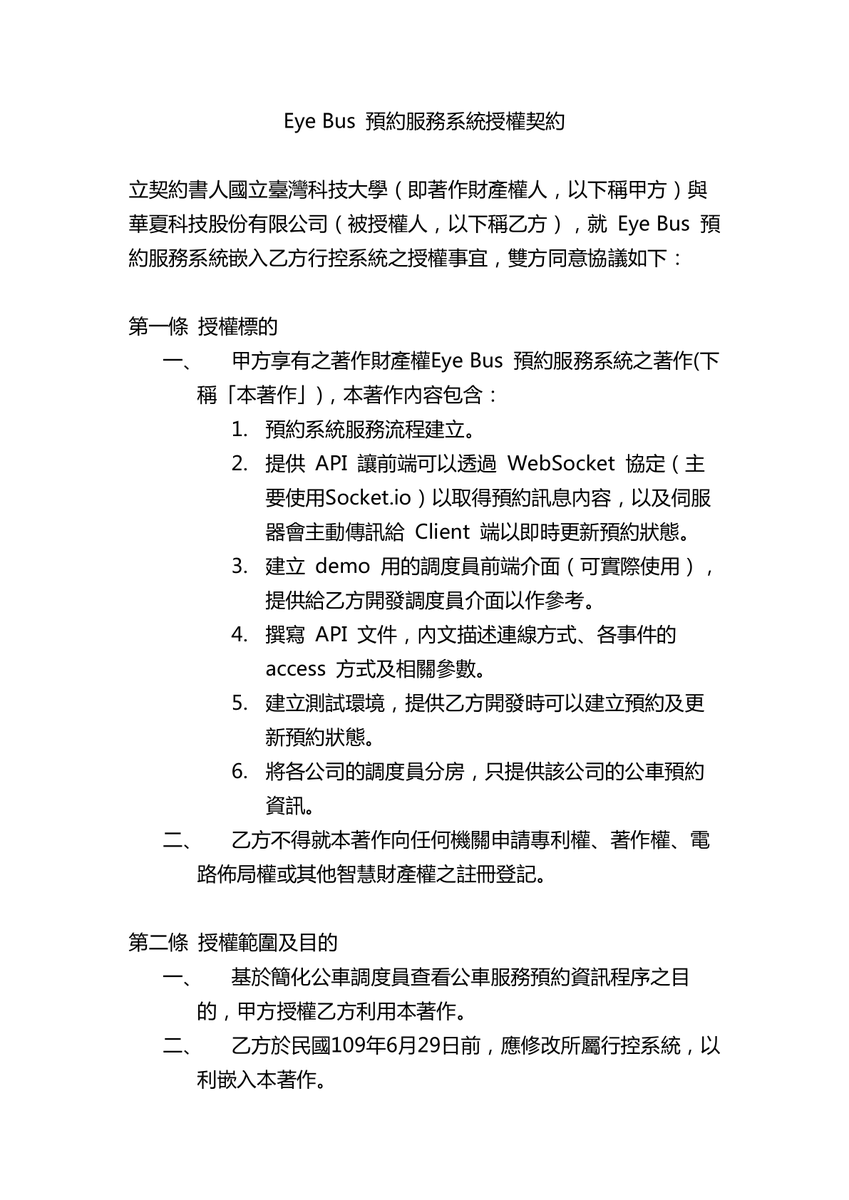 Eye Bus 預約服務系統授權契約
立契約書人國立臺灣科技大學（即著作財產權人，以下稱甲方）與
華夏科技股份有限公司（被授權人，以下稱乙方），就 Eye Bus 預
約服務系統嵌入乙方行控系統之授權事宜，雙方同意協議如下：
第一條 授權標的
一、 甲方享有之著作財產權Eye Bus 預約服務系統之著作(下
稱「本著作」)，本著作內容包含：
1. 預約系統服務流程建立。
2. 提供 API 讓前端可以透過 WebSocket 協定（主
要使用Socket.io）以取得預約訊息內容，以及伺服
器會主動傳訊給 Client 端以即時更新預約狀態。
3. 建立 demo 用的調度員前端介面（可實際使用），
提供給乙方開發調度員介面以作參考。
4. 撰寫 API 文件，內文描述連線方式、各事件的
access 方式及相關參數。
5. 建立測試環境，提供乙方開發時可以建立預約及更
新預約狀態。
6. 將各公司的調度員分房，只提供該公司的公車預約
資訊。
二、 乙方不得就本著作向任何機關申請專利權、著作權、電
路佈局權或其他智慧財產權之註冊登記。
第二條 授權範圍及目的
一、 基於簡化公車調度員查看公車服務預約資訊程序之目
的，甲方授權乙方利用本著作。
二、 乙方於民國109年6月29日前，應修改所屬行控系統，以
利嵌入本著作。